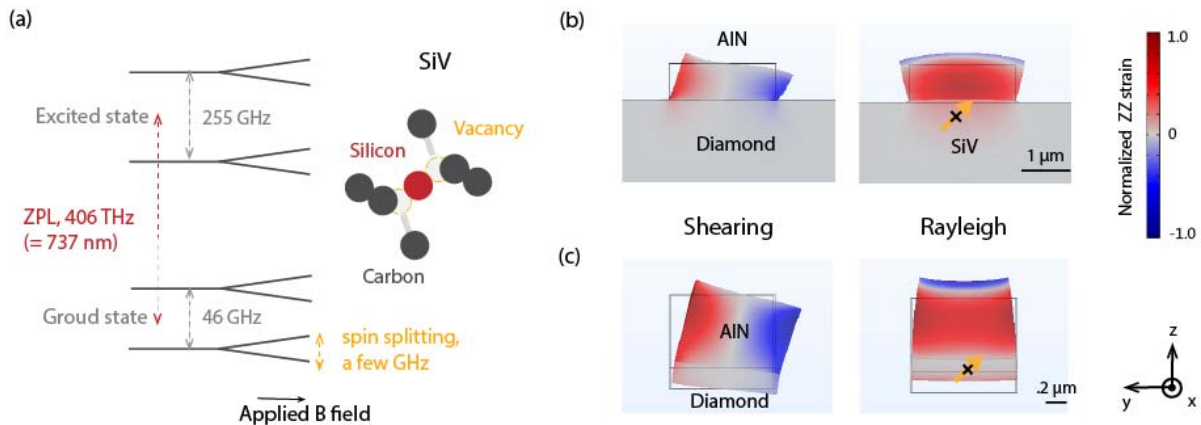 (a)
SiV
Excited state
255 GHz
Vacancy
Silicon
ZPL, 406 THz
(= 737 nm)
Carbon
Groud state
46 GHz
spin splitting,
a few GHz
Applied B field
(b)
AlN
Diamond
SiV
1 μm
1.0
0
-1.0
Normalized ZZ strain
Shearing
Rayleigh
(c)
AlN
Diamond
.2 μm
z
y
x